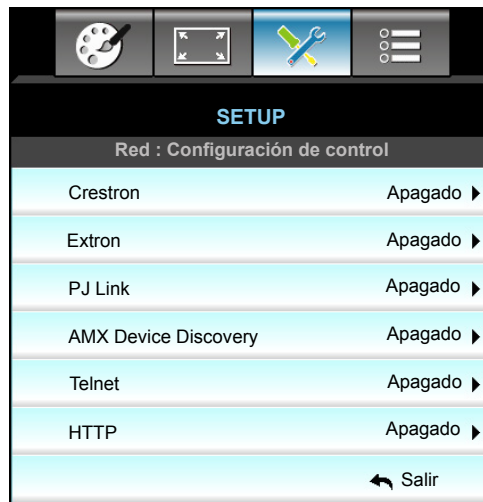 SETUP
Red : Configuración de control
Crestron Apagado
Extron Apagado
PJ Link Apagado
AMX Device Discovery Apagado
Telnet Apagado
HTTP Apagado
Salir